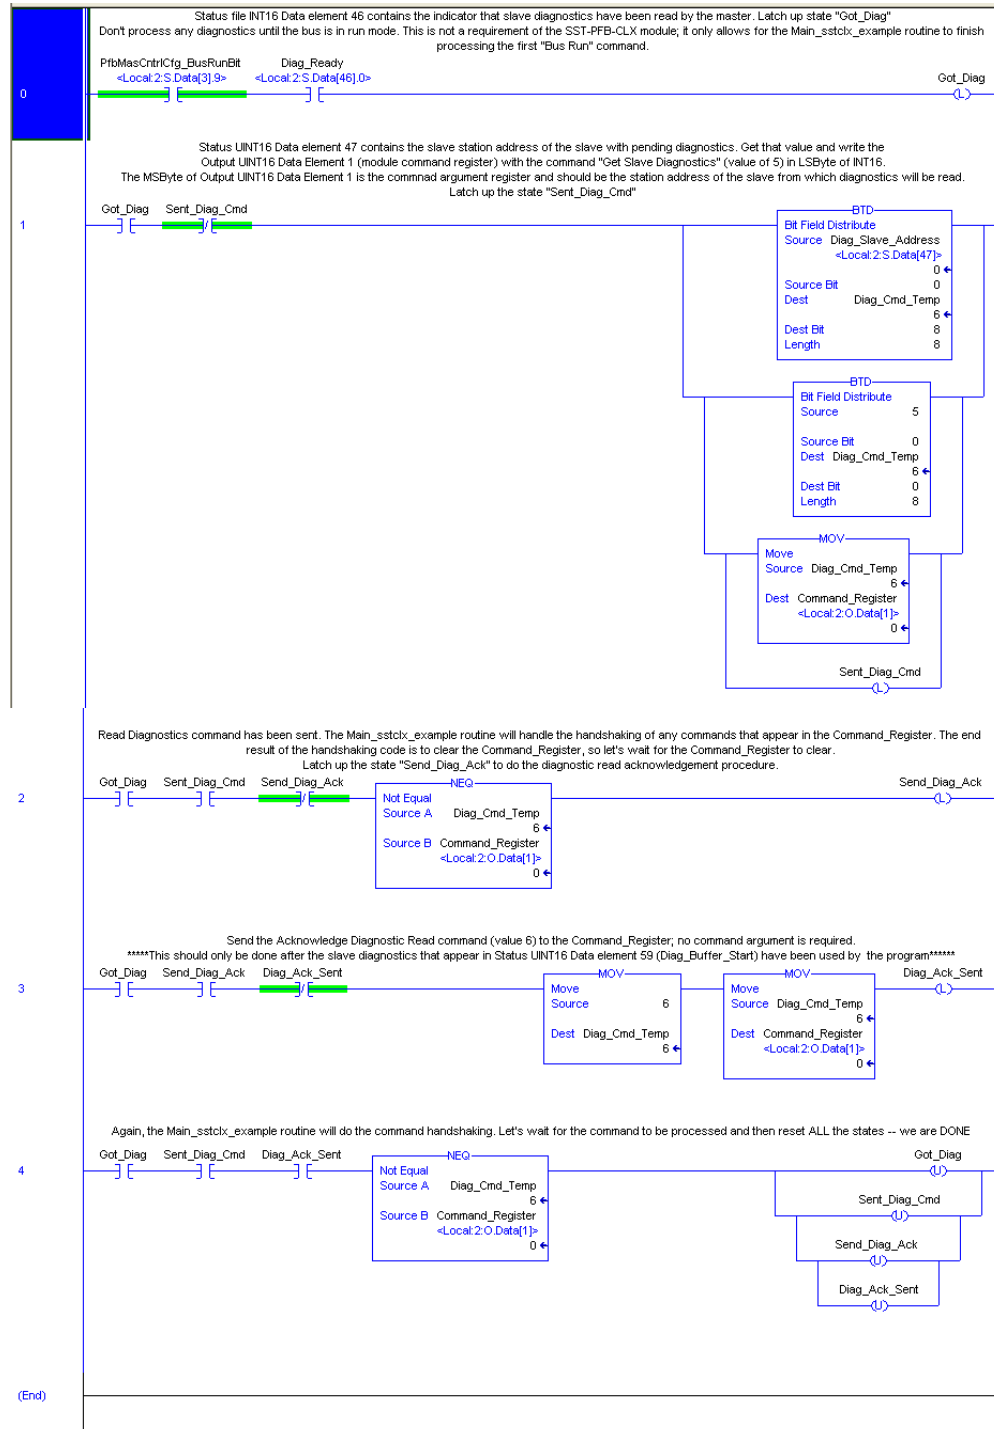 Status file INT16 Data element 46 contains the indicator that slave diagnostics have been read by the master. Latch up state "Got_Diag"
Don't process any diagnostics until the bus is in run mode. This is not a requirement of the SST-PFB-CLX module; it only allows for the Main_sstclx_example routine to finish
processing the first "Bus Run" command.
PfbMasCntrlCfg_BusRunBit Diag_Ready
<Local:2:S.Data[3].9> <Local:2:S.Data[46].0> Got_Diag
0 L
Status UINT16 Data element 47 contains the slave station address of the slave with pending diagnostics. Get that value and write the
Output UINT16 Data Element 1 (module command register) with the command "Get Slave Diagnostics" (value of 5) in LSByte of INT16.
The MSByte of Output UINT16 Data Element 1 is the commnad argument register and should be the station address of the slave from which diagnostics will be read.
Latch up the state "Sent_Diag_Cmd"
Got_Diag Sent_Diag_Cmd
1
BTD
Bit Field Distribute
Source Diag_Slave_Address
<Local:2:S.Data[47]>
0
Source Bit 0
Dest Diag_Cmd_Temp
6
Dest Bit 8
Length 8
BTD
Bit Field Distribute
Source 5
Source Bit 0
Dest Diag_Cmd_Temp
6
Dest Bit 0
Length 8
MOV
Move
Source Diag_Cmd_Temp
6
Dest Command_Register
<Local:2:O.Data[1]>
0
Sent_Diag_Cmd
L
Read Diagnostics command has been sent. The Main_sstclx_example routine will handle the handshaking of any commands that appear in the Command_Register. The end
result of the handshaking code is to clear the Command_Register, so let's wait for the Command_Register to clear.
Latch up the state "Send_Diag_Ack" to do the diagnostic read acknowledgement procedure.
Got_Diag Sent_Diag_Cmd Send_Diag_Ack Send_Diag_Ack
2 L
NEQ
Not Equal
Source A Diag_Cmd_Temp
6
Source B Command_Register
<Local:2:O.Data[1]>
0
Send the Acknowledge Diagnostic Read command (value 6) to the Command_Register; no command argument is required.
*****This should only be done after the slave diagnostics that appear in Status UINT16 Data element 59 (Diag_Buffer_Start) have been used by the program******
Got_Diag Send_Diag_Ack Diag_Ack_Sent Diag_Ack_Sent
3 L
MOV
Move
Source 6
Dest Diag_Cmd_Temp
6
MOV
Move
Source Diag_Cmd_Temp
6
Dest Command_Register
<Local:2:O.Data[1]>
0
Again, the Main_sstclx_example routine will do the command handshaking. Let's wait for the command to be processed and then reset ALL the states -- we are DONE
Got_Diag Sent_Diag_Cmd Diag_Ack_Sent Got_Diag
4 U
NEQ
Not Equal
Source A Diag_Cmd_Temp
6
Source B Command_Register
<Local:2:O.Data[1]>
0
Sent_Diag_Cmd
U
Send_Diag_Ack
U
Diag_Ack_Sent
U
(End)